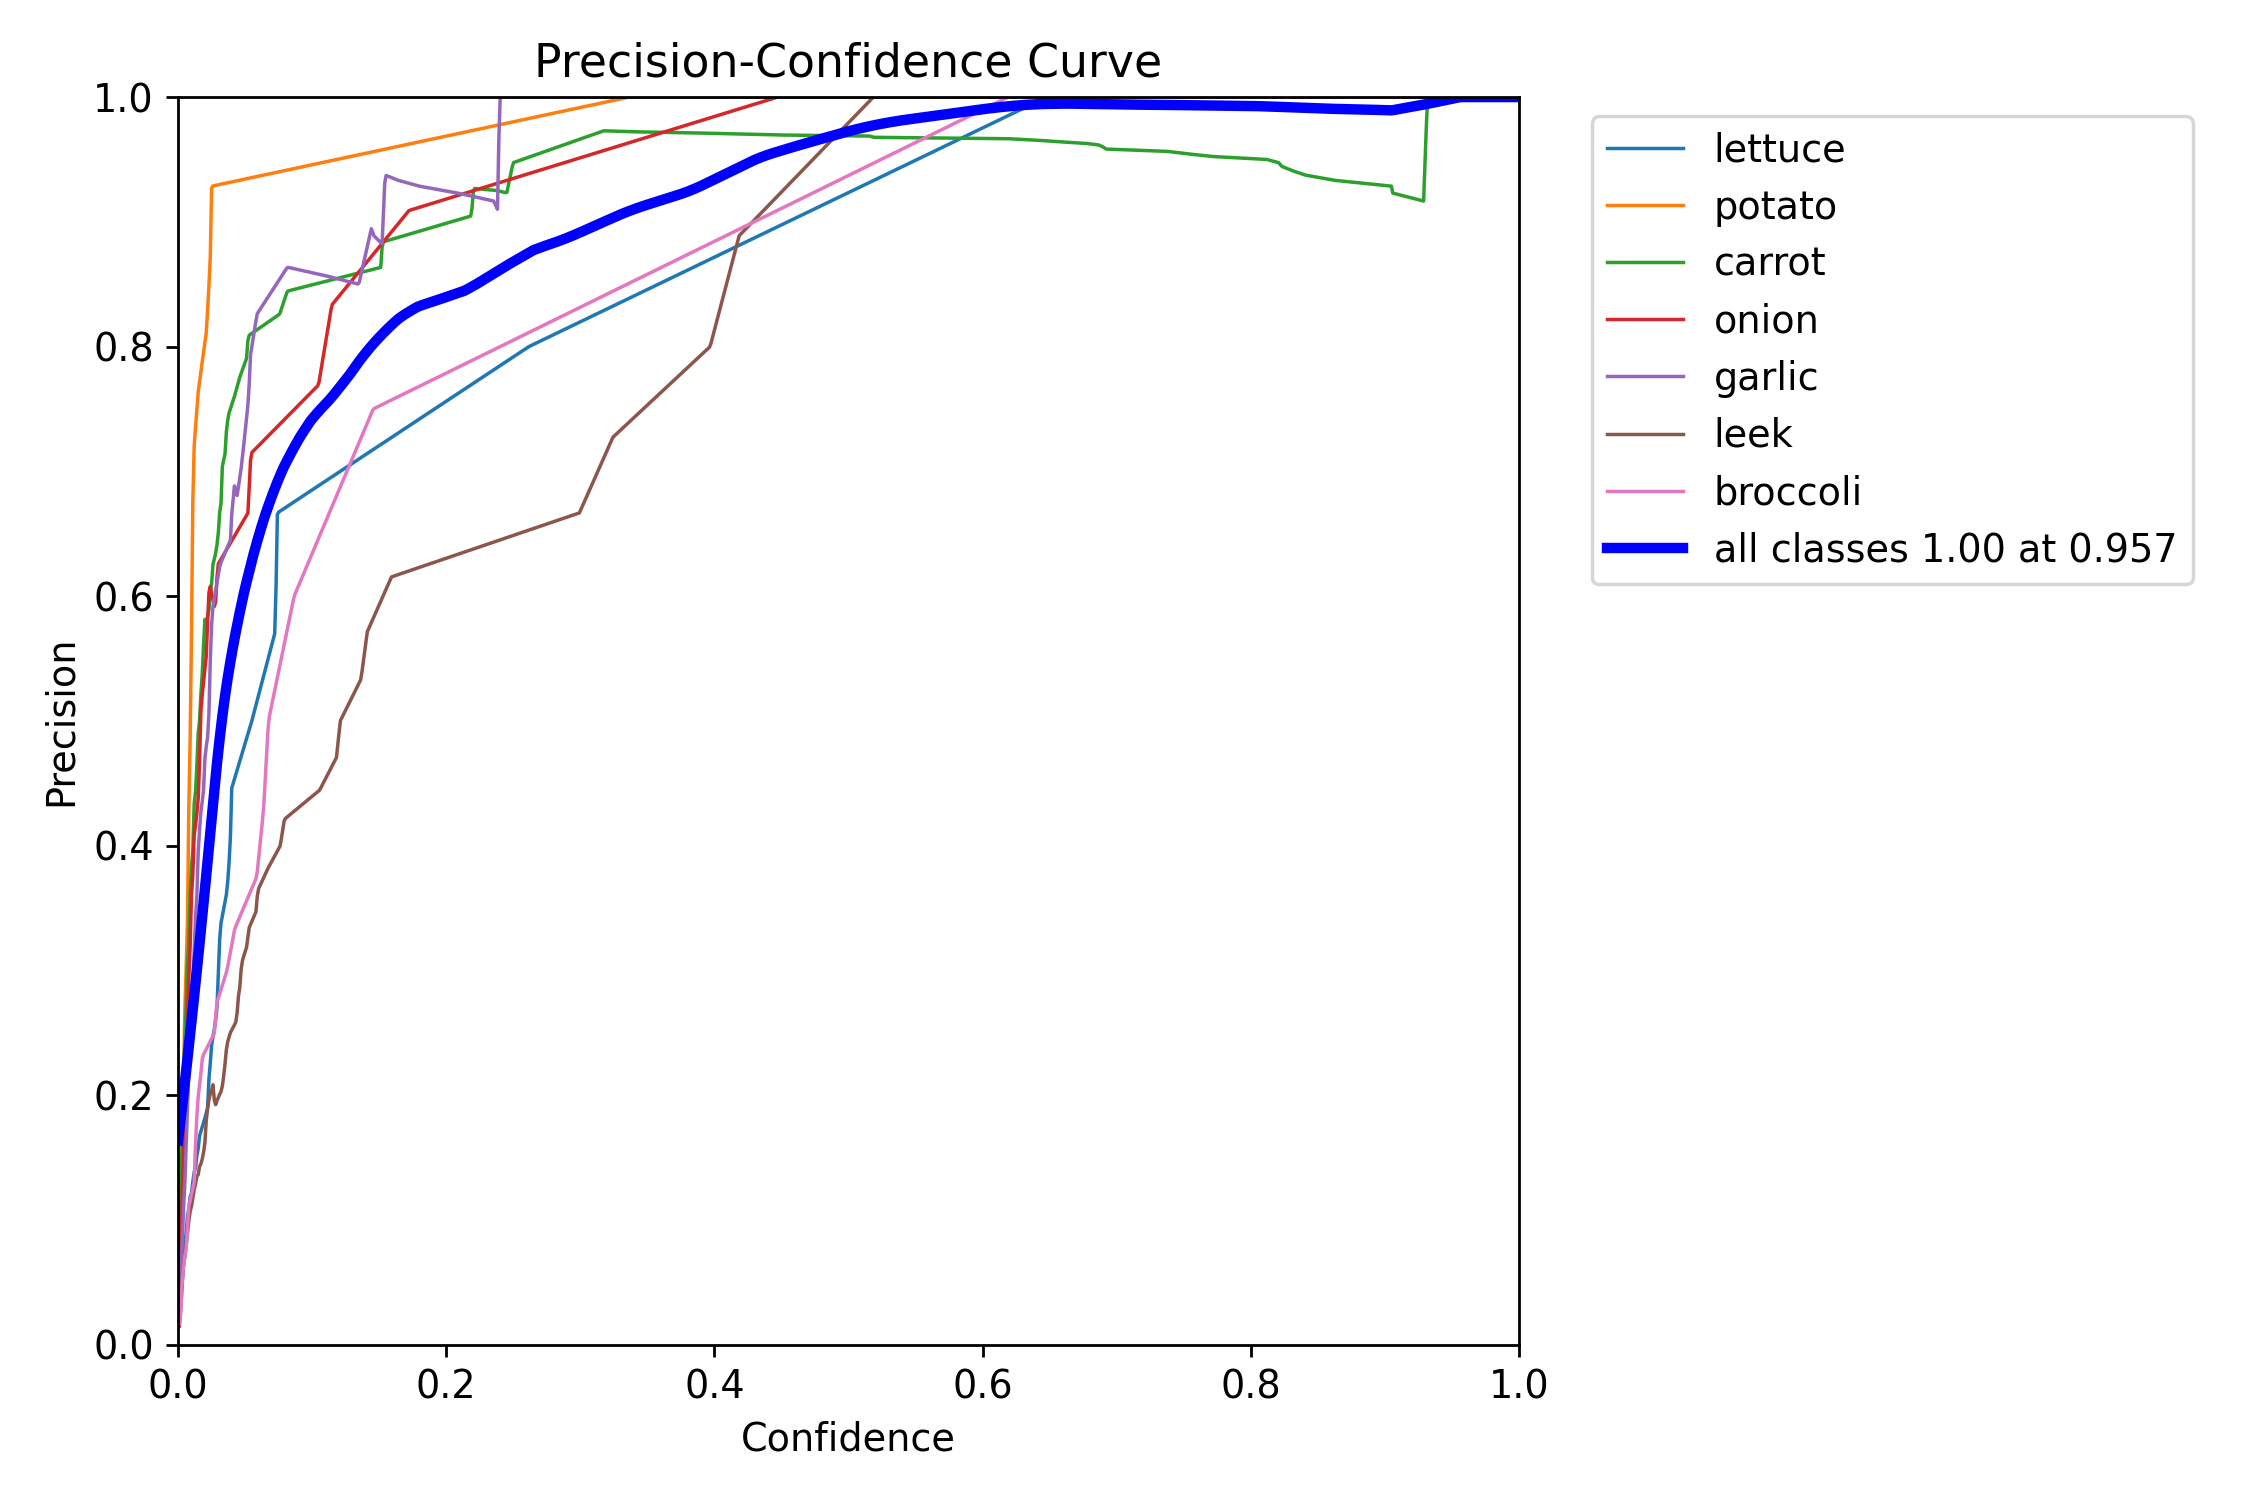 Precision-Confidence Curve
1.0
0.8
0.6
0.4
0.2
0.0
Precision
0.0 0.2 0.4 0.6 0.8 1.0
Confidence
lettuce
potato
carrot
onion
garlic
leek
broccoli
all classes 1.00 at 0.957